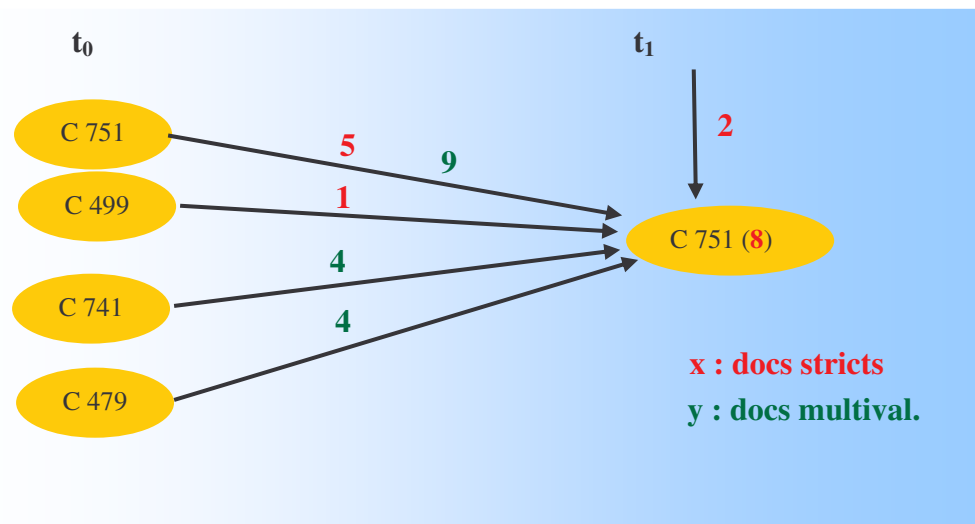 t₀
t₁
C 751
5
9
2
C 499
1
C 751 (8)
4
C 741
4
x : docs stricts
C 479
y : docs multival.